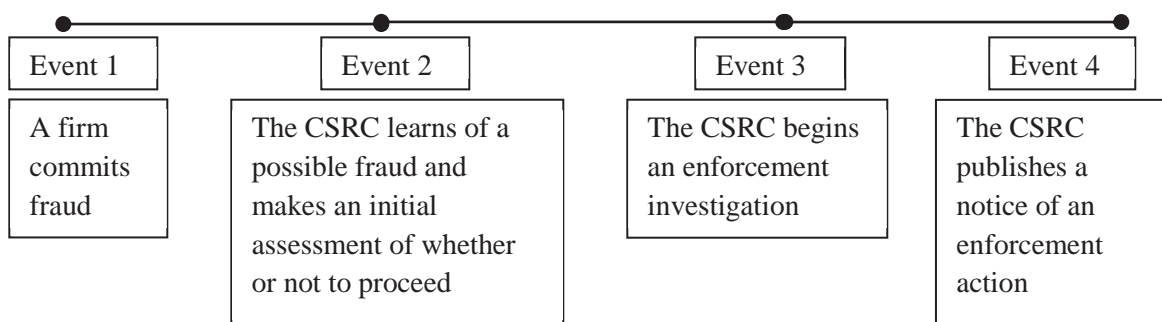 Event 1
Event 2
Event 3
Event 4
A firm
commits
fraud
The CSRC learns of a
possible fraud and
makes an initial
assessment of whether
or not to proceed
The CSRC begins
an enforcement
investigation
The CSRC
publishes a
notice of an
enforcement
action